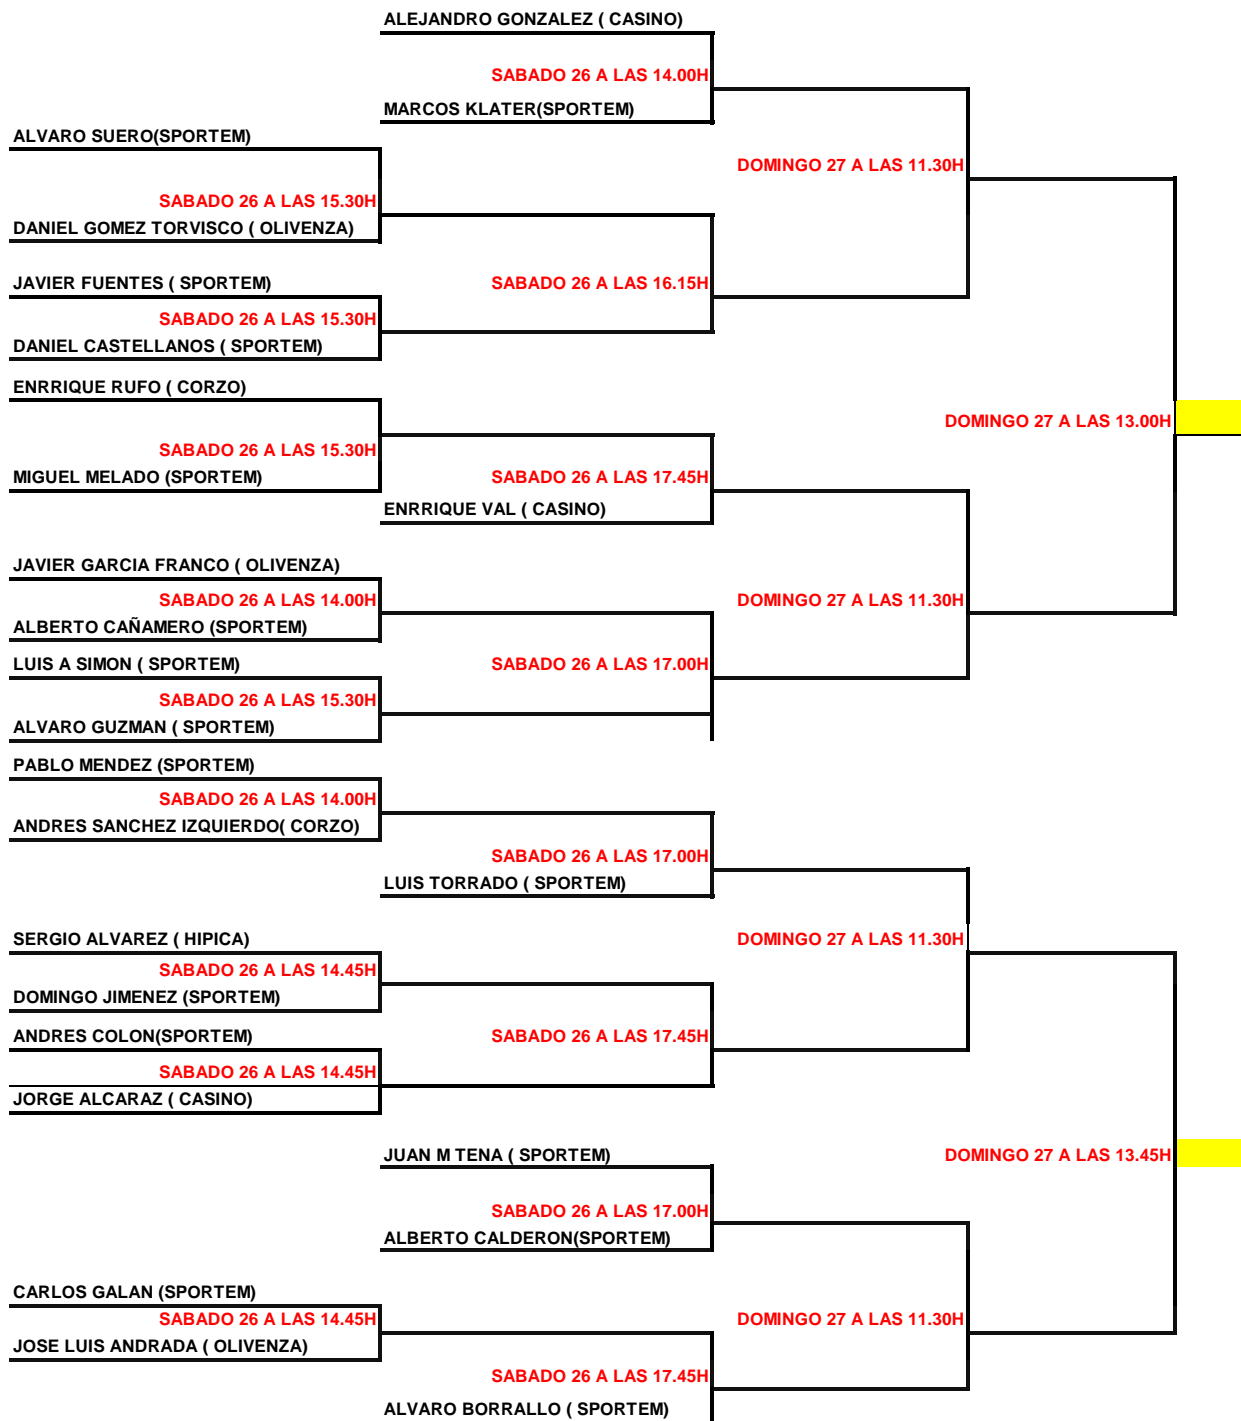 ALEJANDRO GONZALEZ ( CASINO)
SABADO 26 A LAS 14.00H
MARCOS KLATER(SPORTEM)
ALVARO SUERO(SPORTEM)
DOMINGO 27 A LAS 11.30H
SABADO 26 A LAS 15.30H
DANIEL GOMEZ TORVISCO ( OLIVENZA)
JAVIER FUENTES ( SPORTEM)
SABADO 26 A LAS 16.15H
SABADO 26 A LAS 15.30H
DANIEL CASTELLANOS ( SPORTEM)
ENRRIQUE RUFO ( CORZO)
DOMINGO 27 A LAS 13.00H
SABADO 26 A LAS 15.30H
MIGUEL MELADO (SPORTEM)
SABADO 26 A LAS 17.45H
ENRRIQUE VAL ( CASINO)
JAVIER GARCIA FRANCO ( OLIVENZA)
SABADO 26 A LAS 14.00H
DOMINGO 27 A LAS 11.30H
ALBERTO CAÑAMERO (SPORTEM)
LUIS A SIMON ( SPORTEM)
SABADO 26 A LAS 17.00H
SABADO 26 A LAS 15.30H
ALVARO GUZMAN ( SPORTEM)
PABLO MENDEZ (SPORTEM)
SABADO 26 A LAS 14.00H
ANDRES SANCHEZ IZQUIERDO( CORZO)
SABADO 26 A LAS 17.00H
LUIS TORRADO ( SPORTEM)
SERGIO ALVAREZ ( HIPICA)
DOMINGO 27 A LAS 11.30H
SABADO 26 A LAS 14.45H
DOMINGO JIMENEZ (SPORTEM)
ANDRES COLON(SPORTEM)
SABADO 26 A LAS 17.45H
SABADO 26 A LAS 14.45H
JORGE ALCARAZ ( CASINO)
JUAN M TENA ( SPORTEM)
DOMINGO 27 A LAS 13.45H
SABADO 26 A LAS 17.00H
ALBERTO CALDERON(SPORTEM)
CARLOS GALAN (SPORTEM)
SABADO 26 A LAS 14.45H
DOMINGO 27 A LAS 11.30H
JOSE LUIS ANDRADA ( OLIVENZA)
SABADO 26 A LAS 17.45H
ALVARO BORRALLO ( SPORTEM)